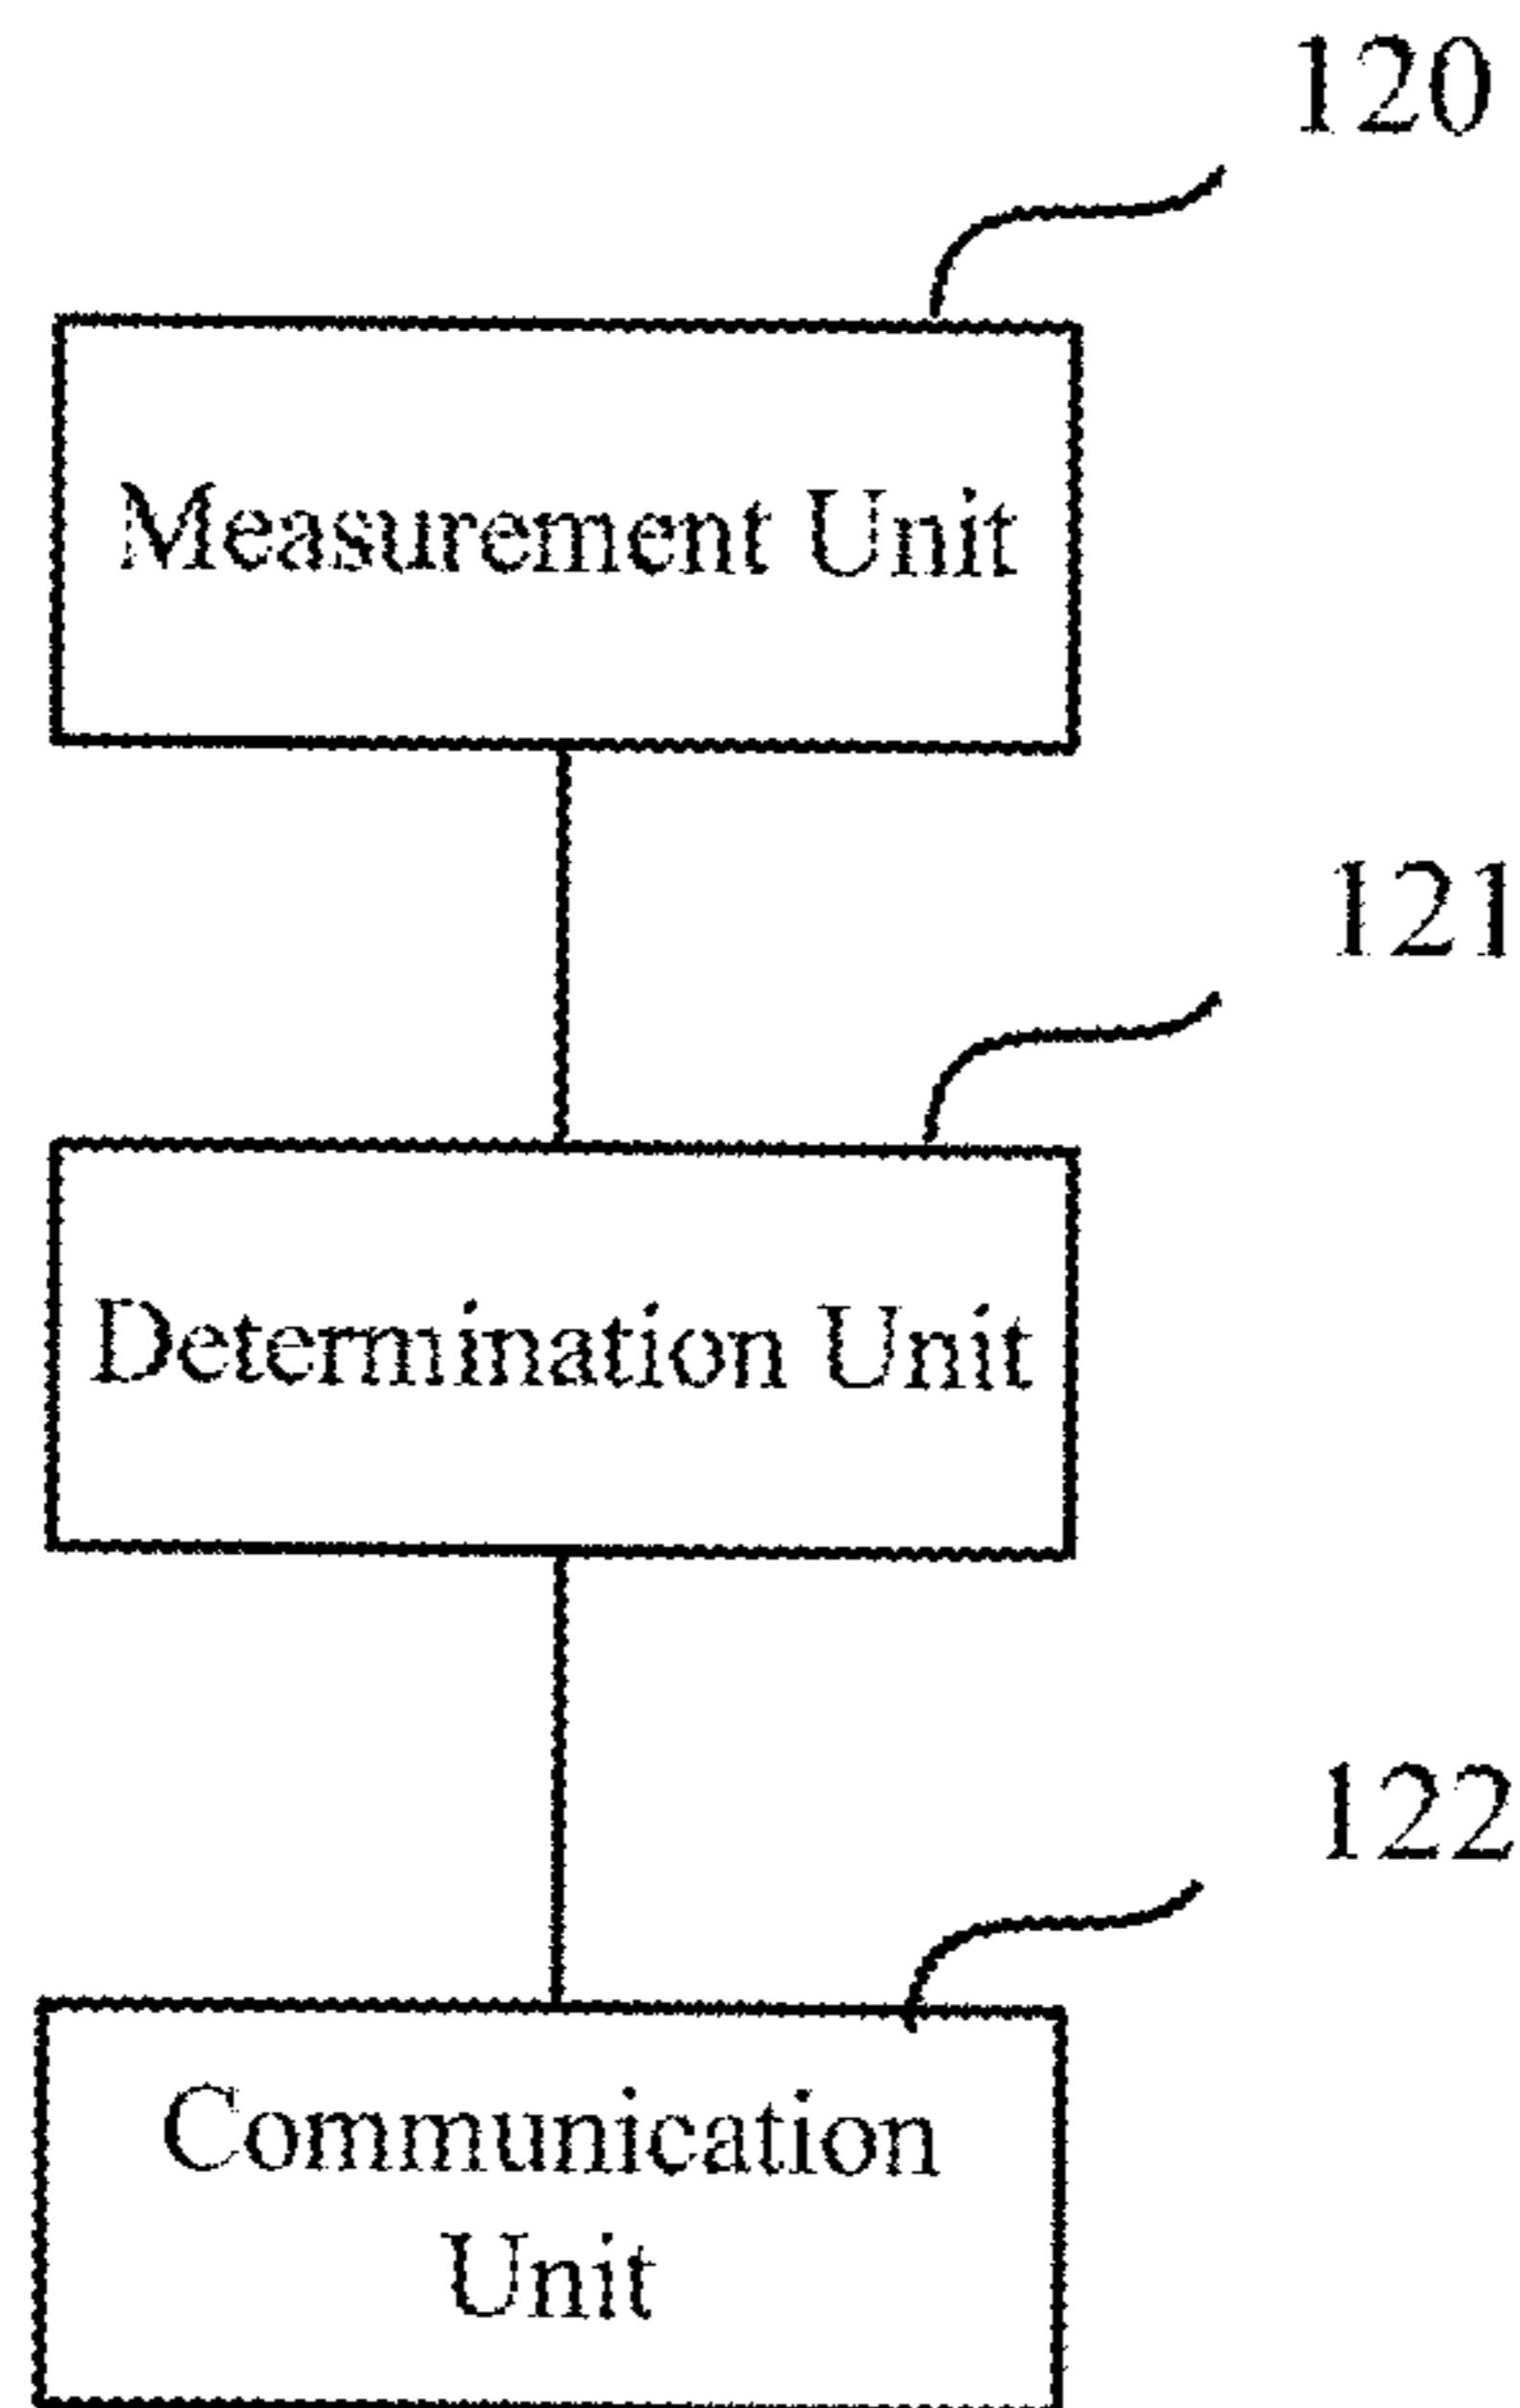 120
Measurement Unit
121
Determination Unit
122
Communication
Unit